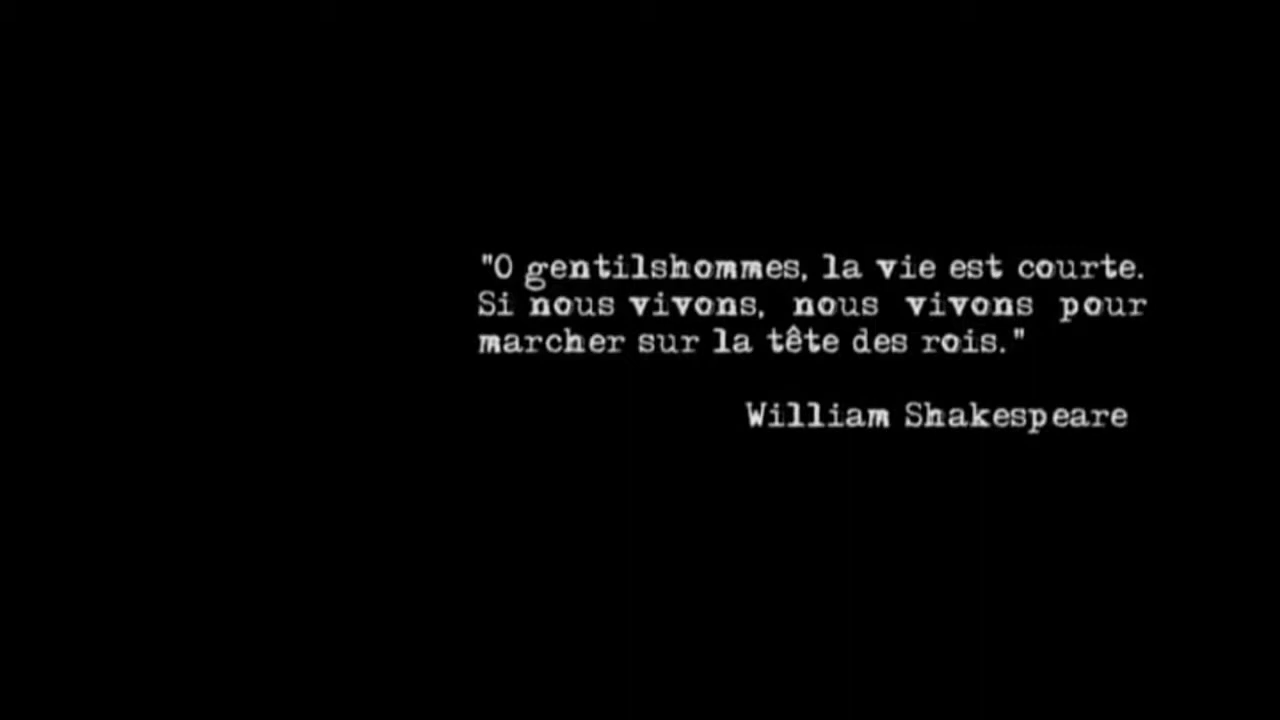 "O gentilshommes, la vie est courte.
Si nous vivons, nous vivons pour
marcher sur la tête des rois."
William Shakespeare